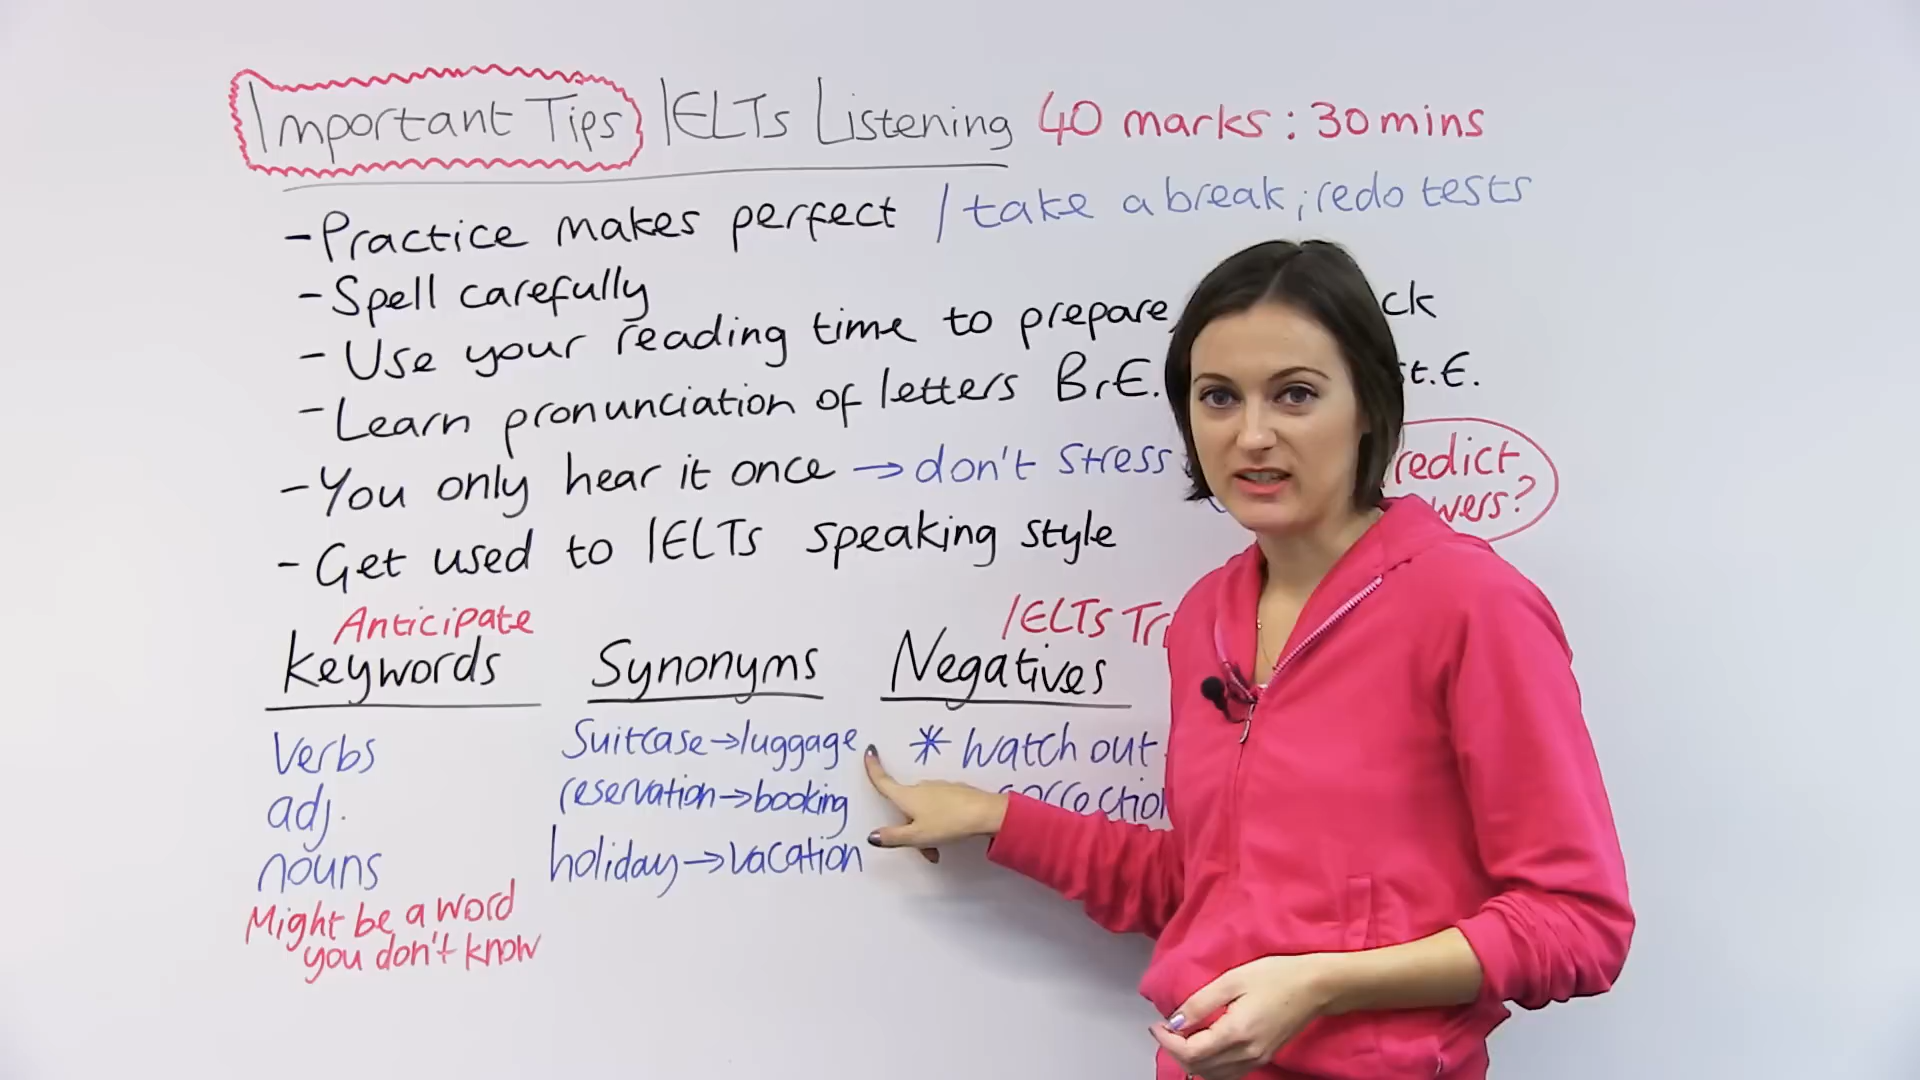 Important Tips IELTs Listening 40 marks : 30 mins
- Practice makes perfect / take a break ; redo tests
- Spell carefully
- Use your reading time to prepare,
- Learn pronunciation of letters Br.E.
- You only hear it once → don't stress
- Get used to IELTs speaking style
Anticipate
Keywords
verbs
adj.
nouns
Might be a word
you don't know
Synonyms
Suitcase → luggage
reservation → booking
holiday → vacation
IELTs
Negatives
* watch out